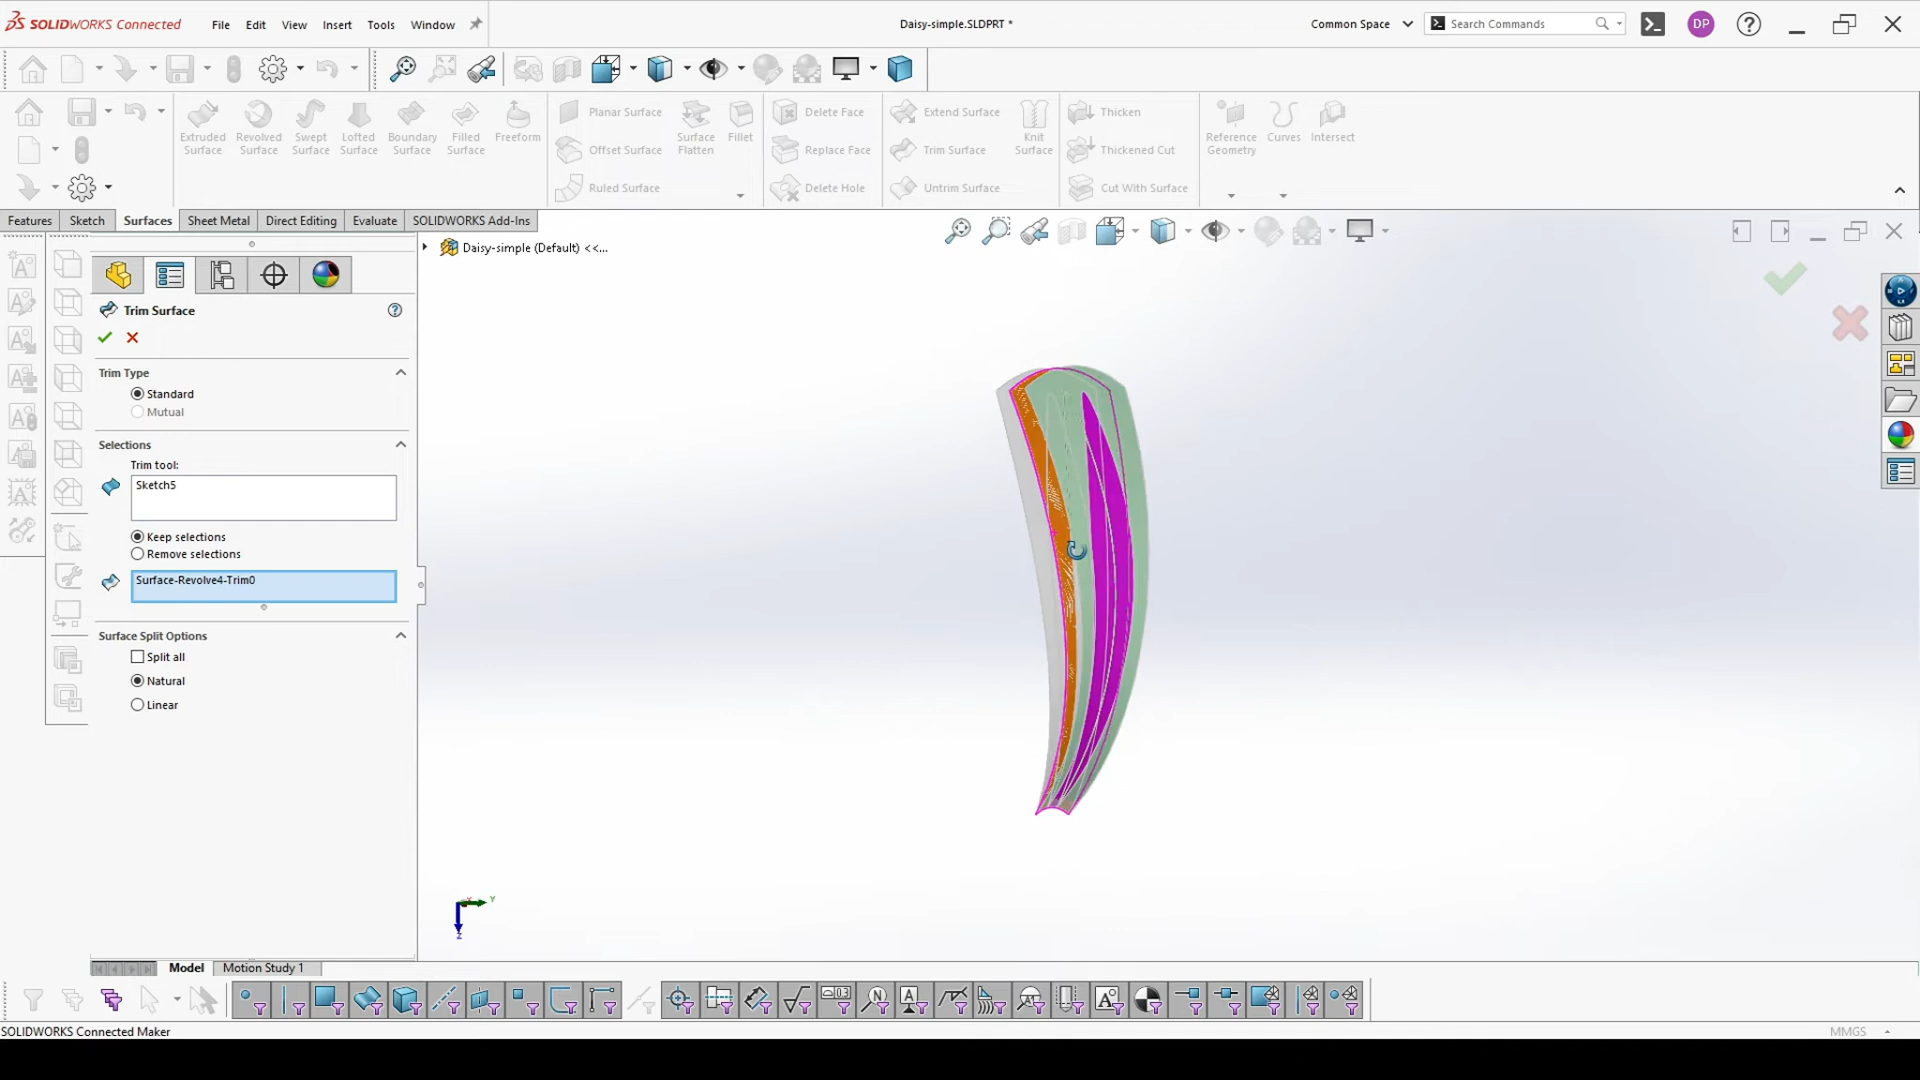 SOLIDWORKS Connected
File
Edit
View
Insert
Tools
Window
Daisy-simple.SLDPRT *
Common Space
Search Commands
DP
Extruded Surface
Revolved Surface
Swept Surface
Lofted Surface
Boundary Surface
Filled Surface
Freeform
Planar Surface
Offset Surface
Ruled Surface
Surface Flatten
Fillet
Delete Face
Replace Face
Delete Hole
Extend Surface
Trim Surface
Untrim Surface
Knit Surface
Thicken
Thickened Cut
Cut With Surface
Reference Geometry
Curves
Intersect
Features
Sketch
Surfaces
Sheet Metal
Direct Editing
Evaluate
SOLIDWORKS Add-Ins
Daisy-simple (Default) <<...
Trim Surface
Trim Type
Standard
Mutual
Selections
Trim tool:
Sketch5
Keep selections
Remove selections
Surface-Revolve4-Trim0
Surface Split Options
Split all
Natural
Linear
Y
Z
Model
Motion Study 1
SOLIDWORKS Connected Maker
MMGS